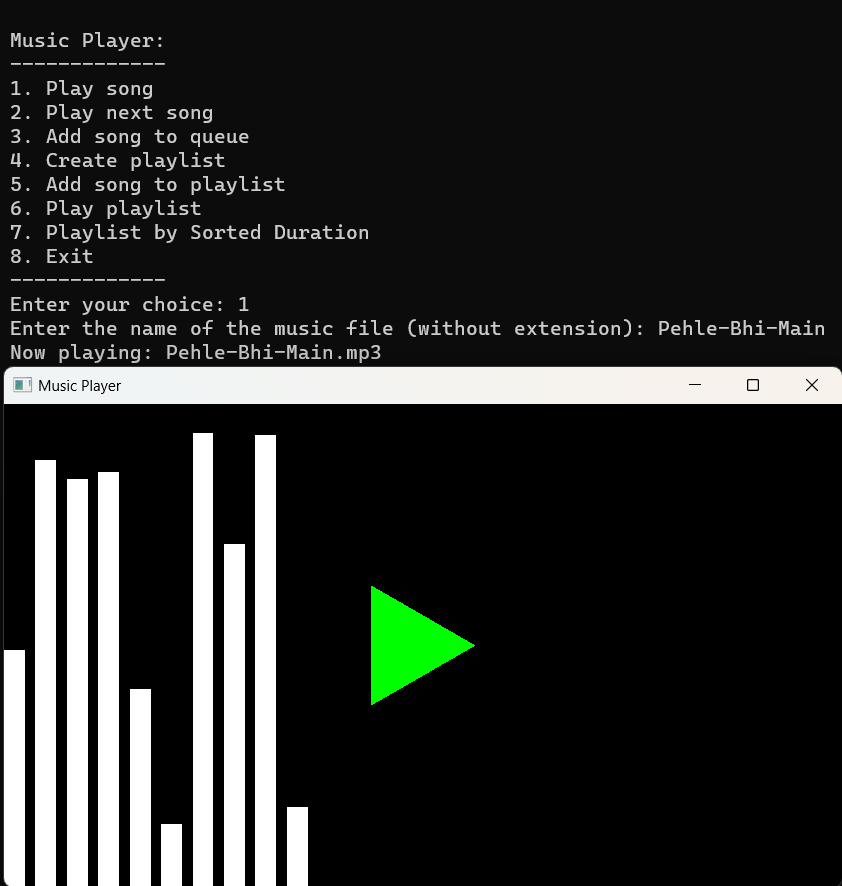 Music Player:
-------------
1. Play song
2. Play next song
3. Add song to queue
4. Create playlist
5. Add song to playlist
6. Play playlist
7. Playlist by Sorted Duration
8. Exit
-------------
Enter your choice: 1
Enter the name of the music file (without extension): Pehle-Bhi-Main
Now playing: Pehle-Bhi-Main.mp3
Music Player